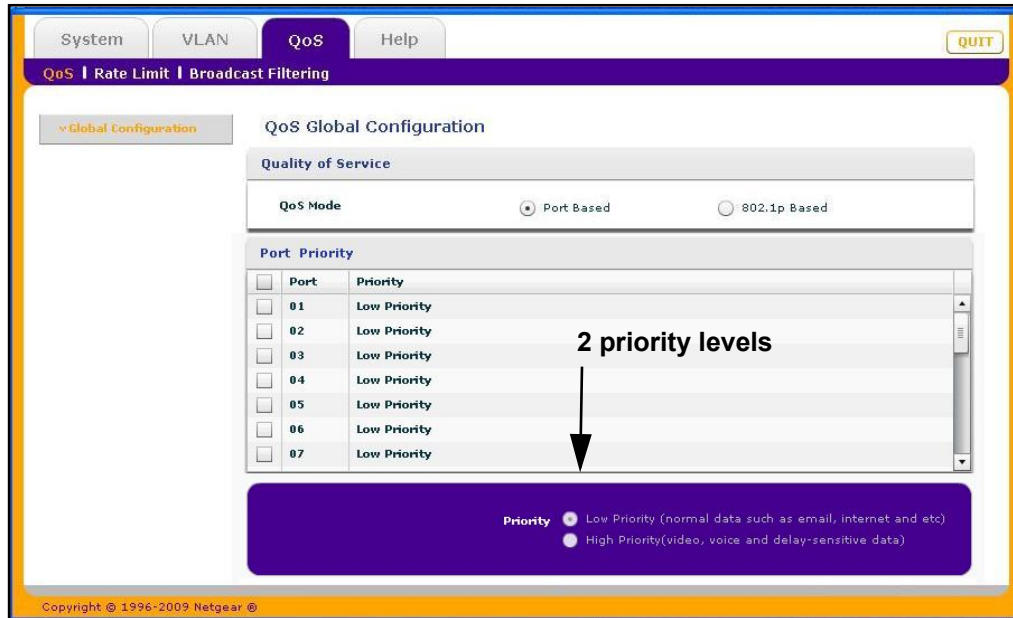 System VLAN QoS Help
QUIT
QoS | Rate Limit | Broadcast Filtering
Global Configuration
QoS Global Configuration
Quality of Service
QoS Mode Port Based 802.1p Based
Port Priority
Port Priority
01 Low Priority
02 Low Priority
03 Low Priority
04 Low Priority
05 Low Priority
06 Low Priority
07 Low Priority
2 priority levels
Priority Low Priority (normal data such as email, internet and etc)
High Priority(video, voice and delay-sensitive data)
Copyright © 1996-2009 Netgear ®